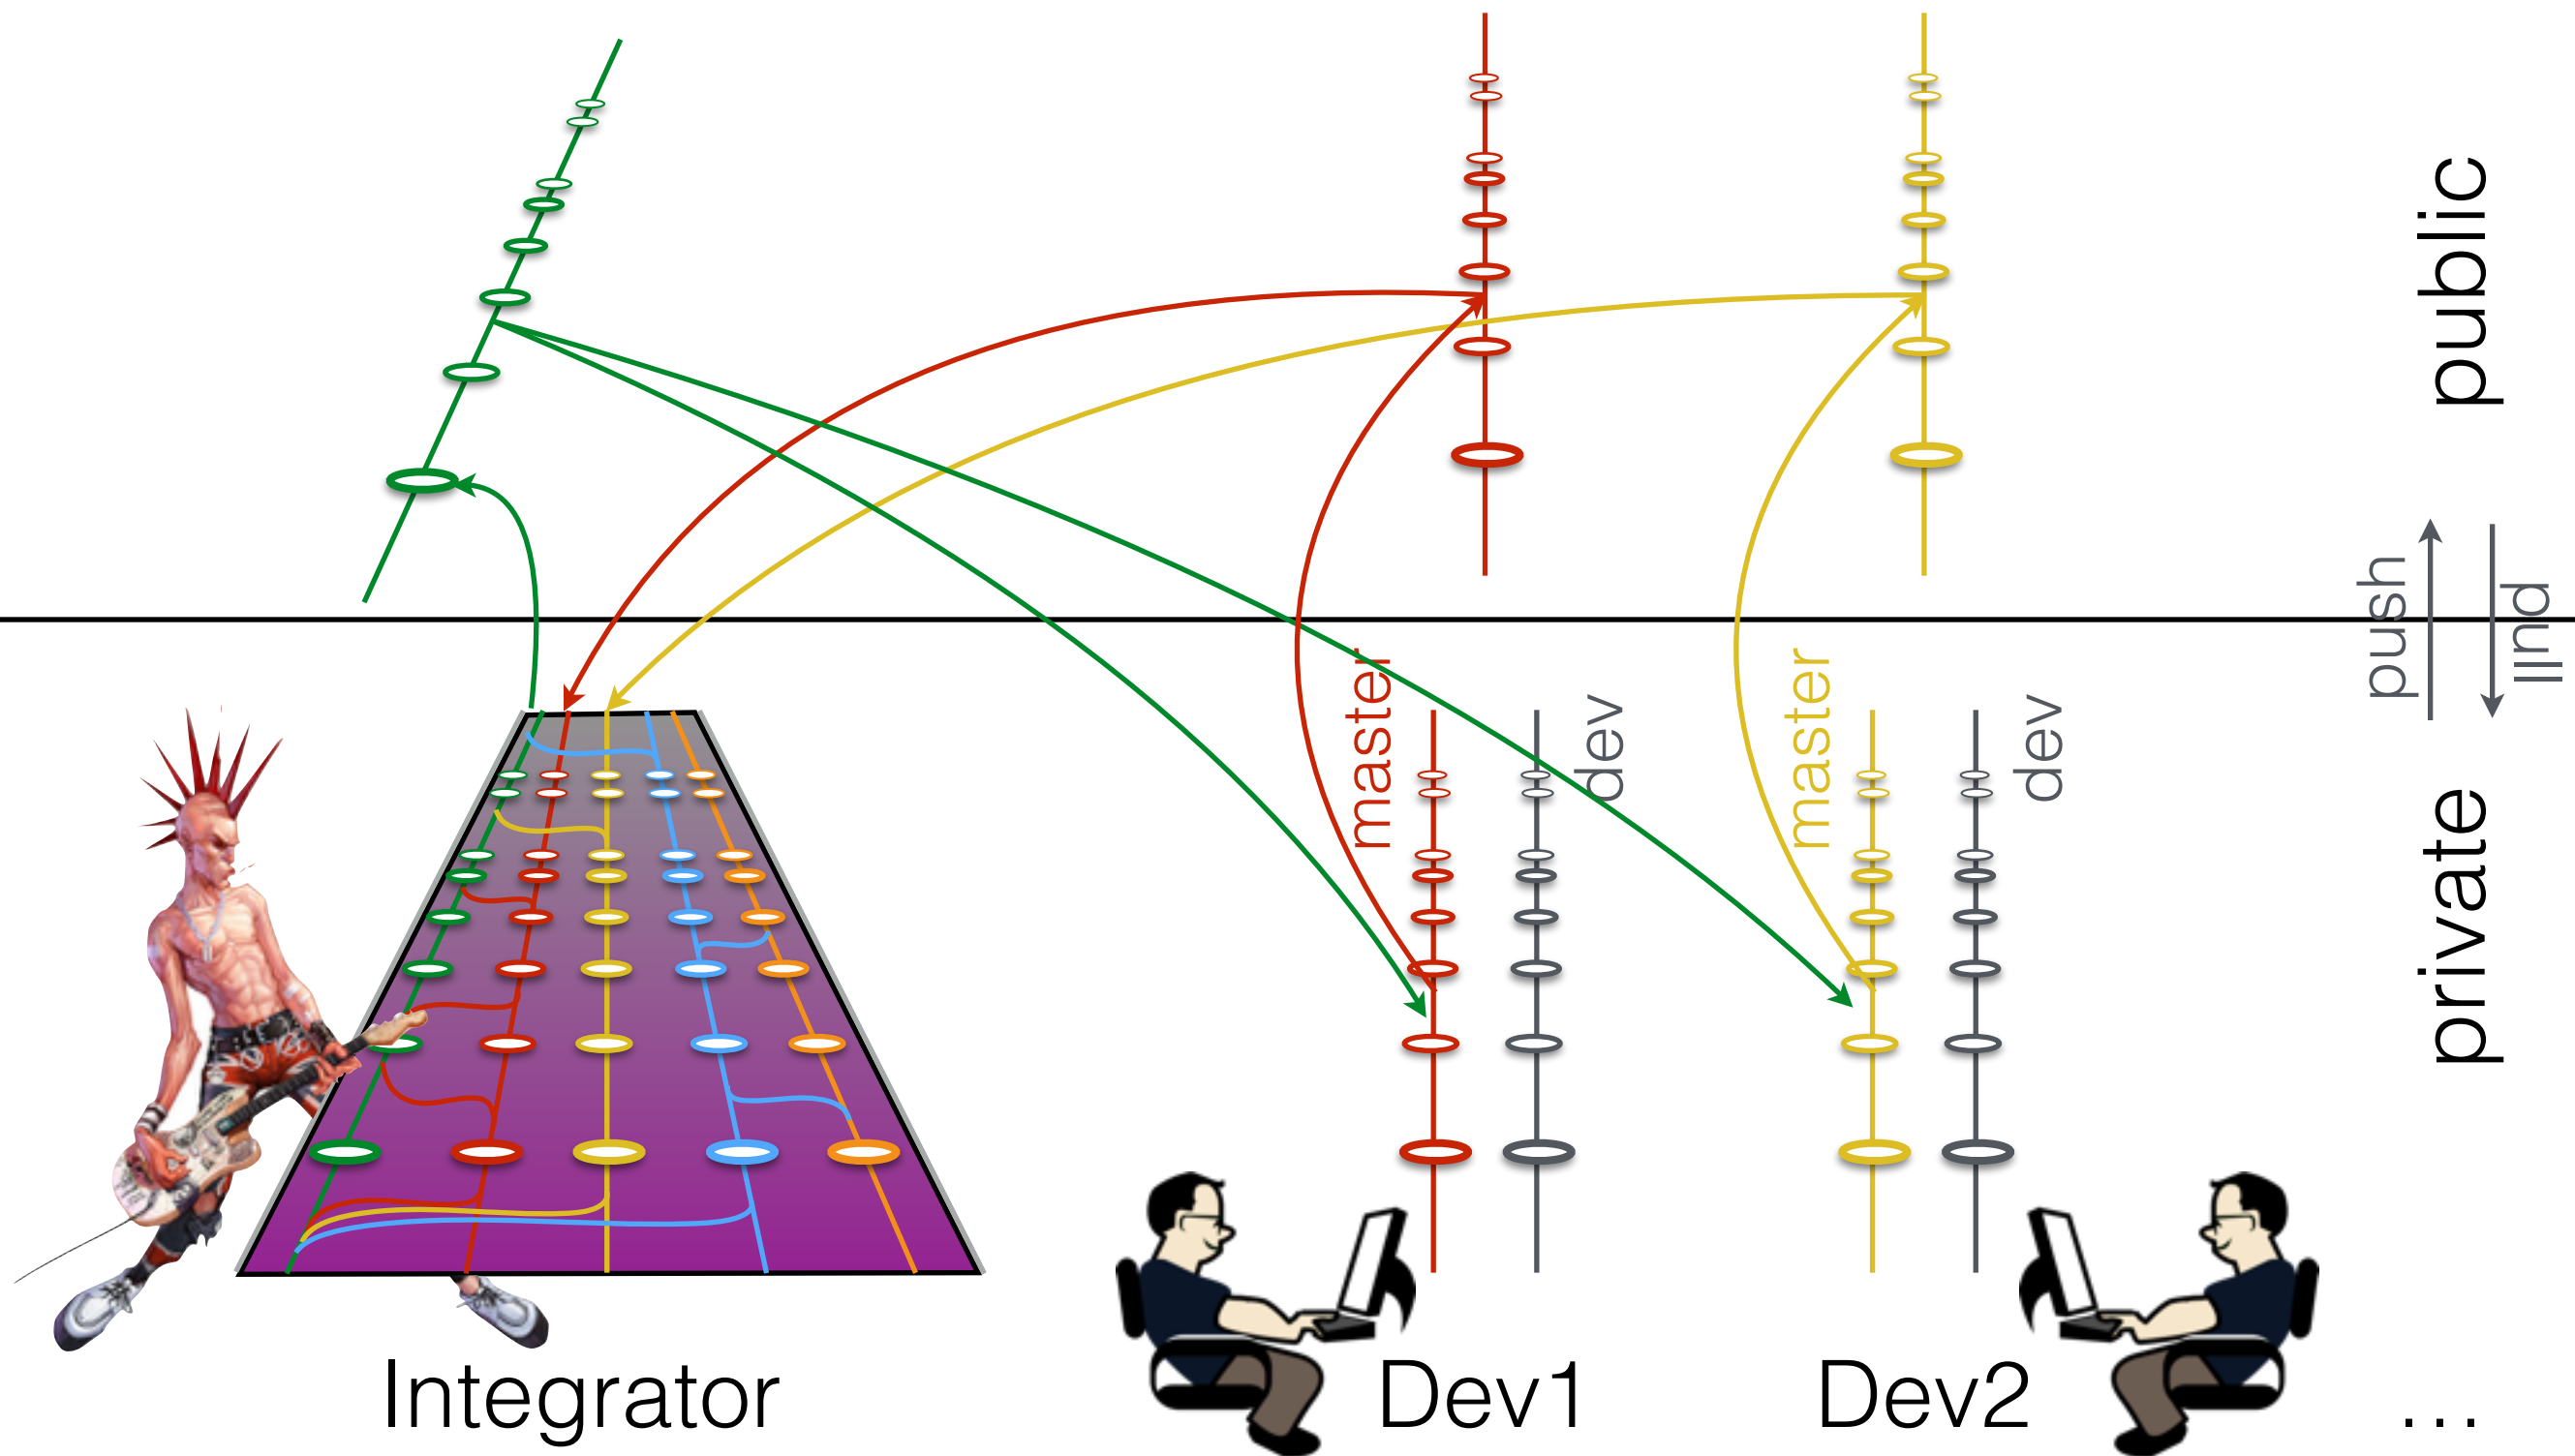 public
push
pull
master
dev
master
dev
private
Integrator
Dev1
Dev2
...